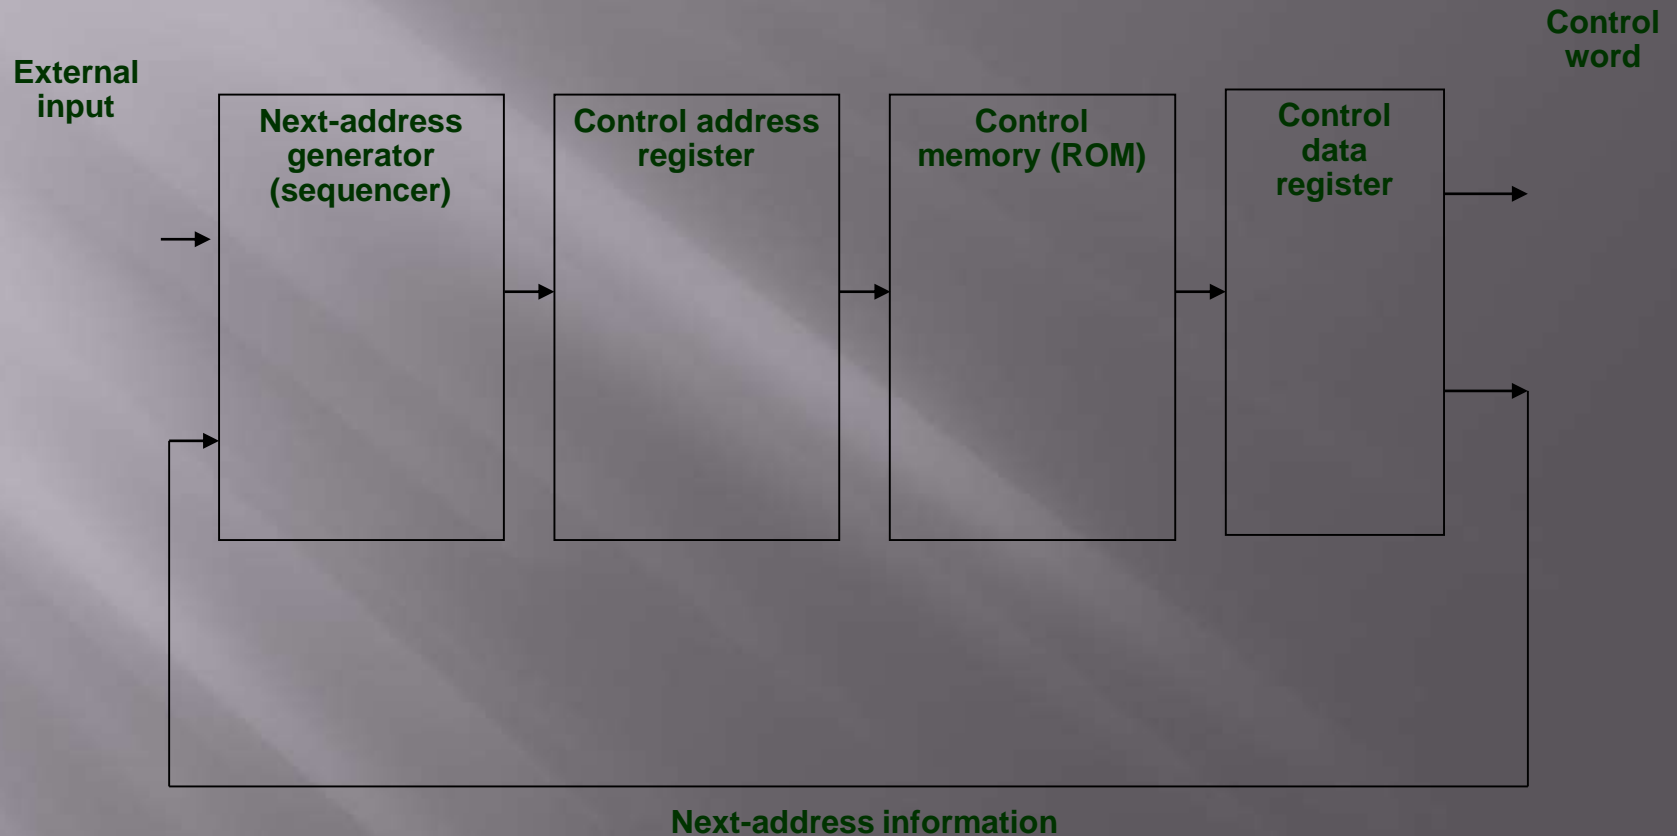 External
input
Next-address
generator
(sequencer)
Control address
register
Control
memory (ROM)
Control
data
register
Control
word
Next-address information